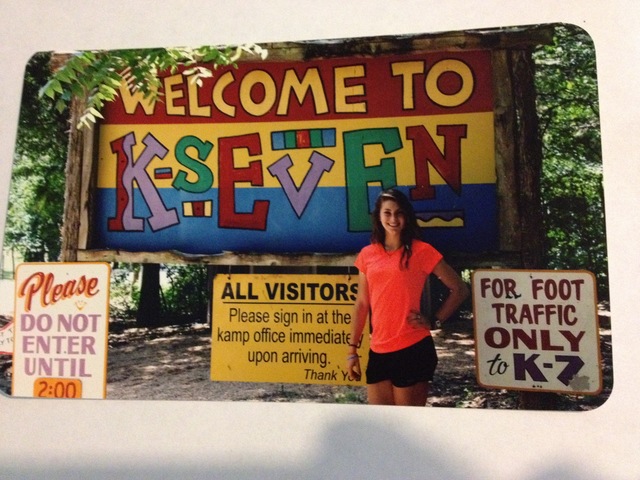 WELCOME TO
K-SEVEN
Please
DO NOT
ENTER
UNTIL
2:00
ALL VISITORS
Please sign in at the
kamp office immediate
upon arriving.
Thank Yo
FOR FOOT
TRAFFIC
ONLY
to K-7